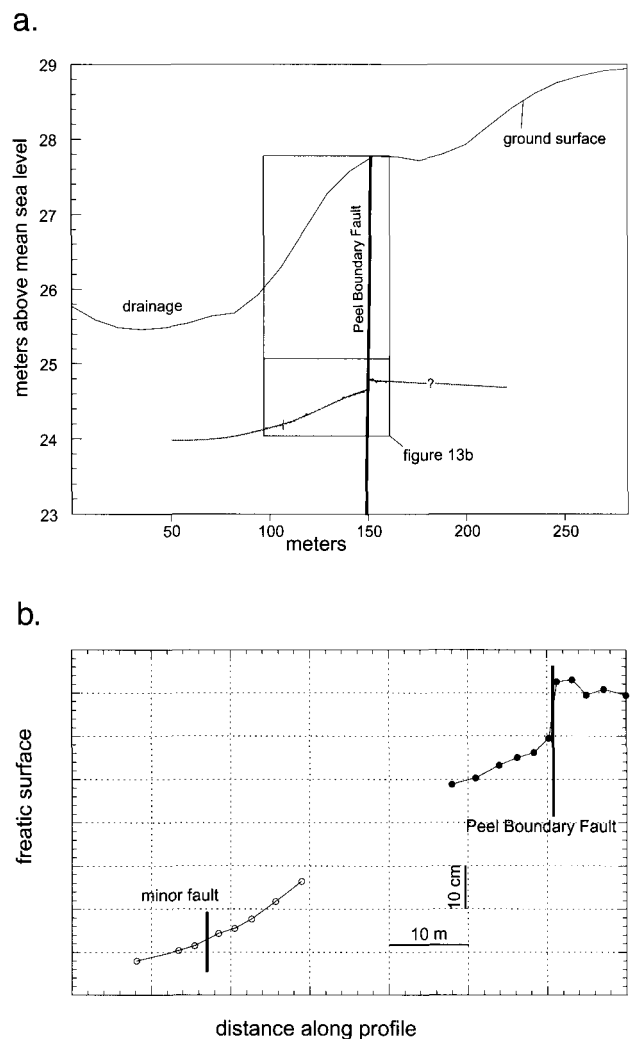 a.
29
28
27
26
25
24
23
meters above mean sea level
ground surface
Peel Boundary Fault
drainage
?
figure 13b
50
100
150
200
250
meters
b.
freatic surface
Peel Boundary Fault
minor fault
10 cm
10 m
distance along profile